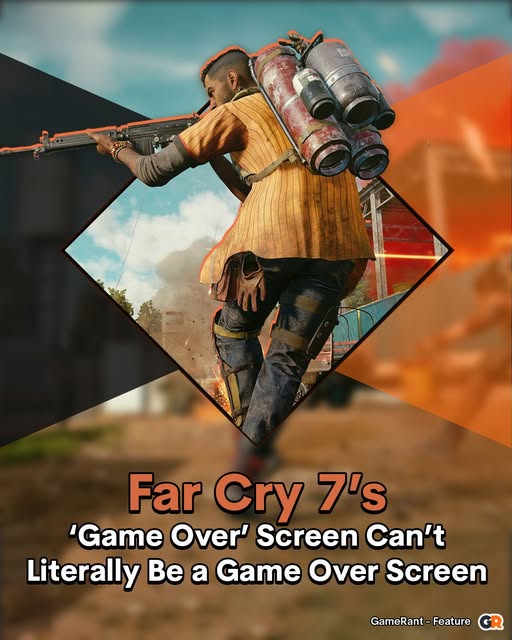 Far Cry 7's
'Game Over' Screen Can't
Literally Be a Game Over Screen
GameRant - Feature GR